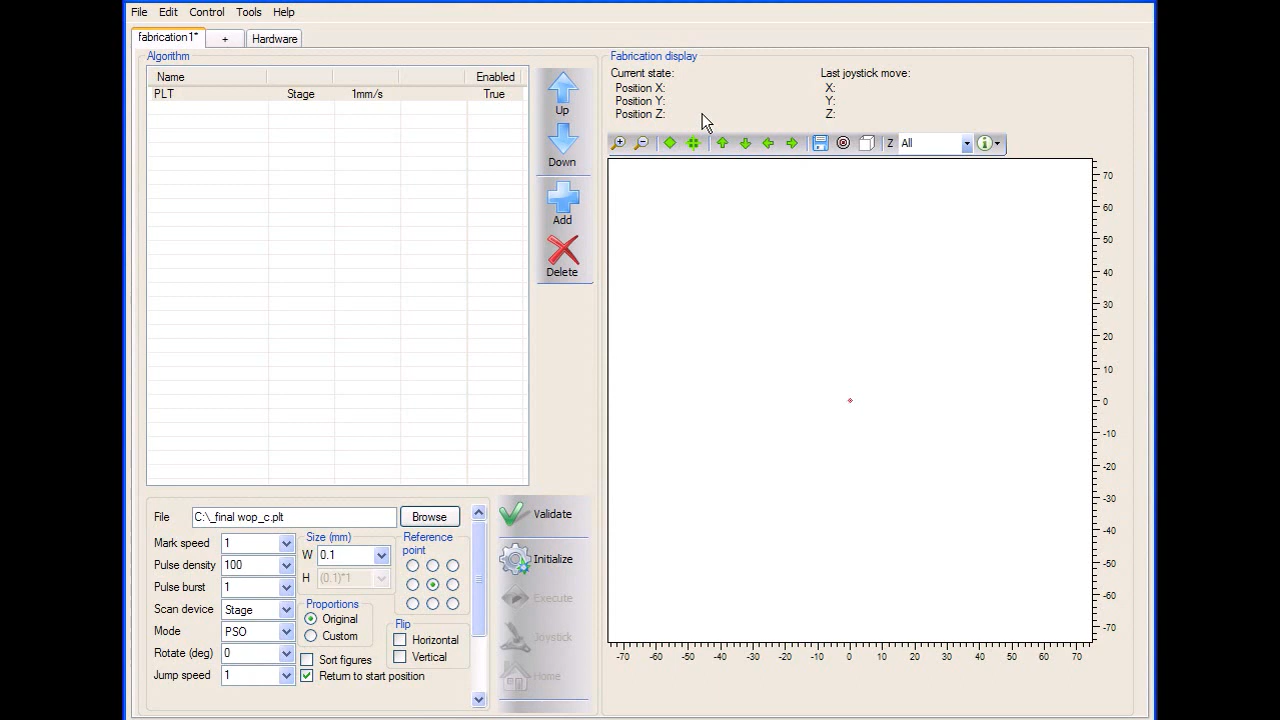 File Edit Control Tools Help
fabrication1* + Hardware
Algorithm
Name Enabled
PLT Stage 1mm/s True
Up
Down
Add
Delete
File C:\_final wop_c.plt Browse
Mark speed 1
Pulse density 100
Pulse burst 1
Scan device Stage
Mode PSO
Rotate (deg) 0
Jump speed 1
Size (mm)
W 0.1
H (0.1)*1
Proportions
Original
Custom
Sort figures
Return to start position
Reference
point
Flip
Horizontal
Vertical
Validate
Initialize
Execute
Joystick
Home
Fabrication display
Current state: Last joystick move:
Position X: X:
Position Y: Y:
Position Z: Z:
Z All
70
60
50
40
30
20
10
0
-10
-20
-30
-40
-50
-60
-70
-70 -60 -50 -40 -30 -20 -10 0 10 20 30 40 50 60 70